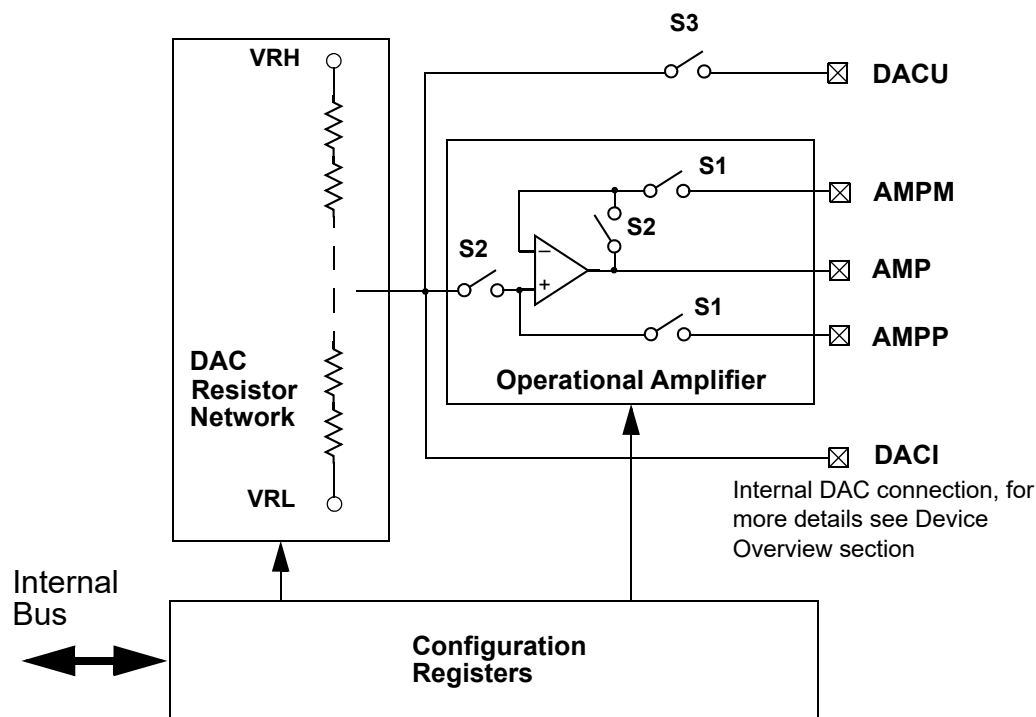 S3
VRH
DACU
S1
AMPM
S2
S2
AMP
S1
AMPP
DAC
Resistor
Network
Operational Amplifier
VRL
DACI
Internal DAC connection, for
more details see Device
Overview section
Internal
Bus
Configuration
Registers